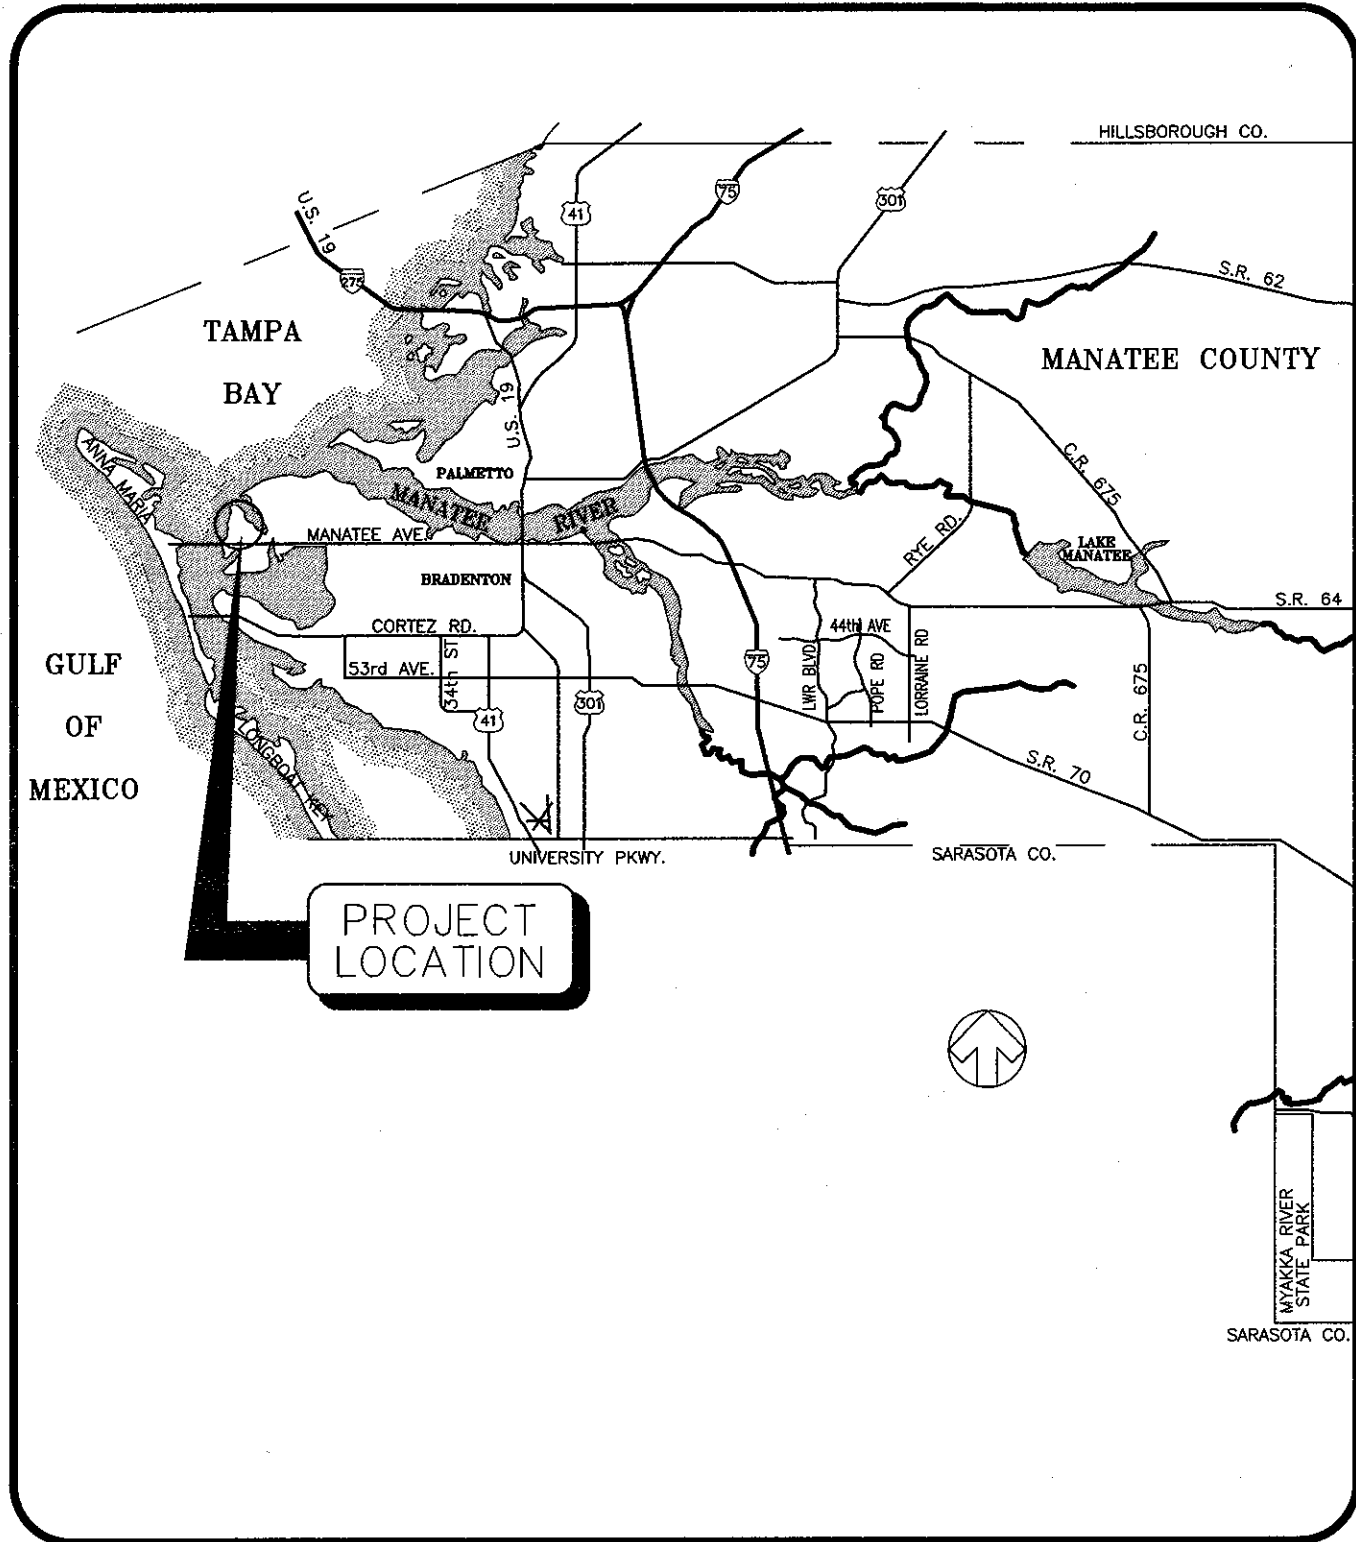 HILLSBOROUGH CO.
U.S. 19
75
301
41
275
S.R. 62
TAMPA
BAY
MANATEE COUNTY
U.S. 19
ANNA MARIA
PALMETTO
MANATEE RIVER
C.R. 675
MANATEE AVE.
RYE RD.
LAKE
MANATEE
BRADENTON
S.R. 64
CORTEZ RD.
44th AVE
34th ST
53rd AVE.
75
LWR BLVD
POPE RD
LORRAINE RD
C.R. 675
GULF
OF
MEXICO
41
301
LONGBOAT KEY
S.R. 70
UNIVERSITY PKWY.
SARASOTA CO.
PROJECT
LOCATION
MYAKKA RIVER
STATE PARK
SARASOTA CO.